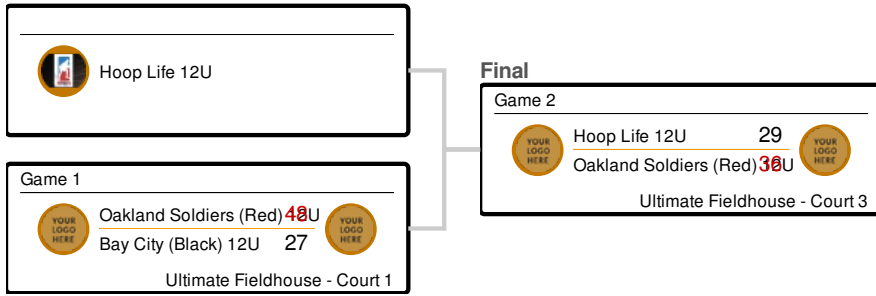 Hoop Life 12U
Final
Game 2
YOUR
LOGO
HERE
Hoop Life 12U 29
Oakland Soldiers (Red) 12U 36
YOUR
LOGO
HERE
Ultimate Fieldhouse - Court 3
Game 1
YOUR
LOGO
HERE
Oakland Soldiers (Red) 12U 48
Bay City (Black) 12U 27
YOUR
LOGO
HERE
Ultimate Fieldhouse - Court 1